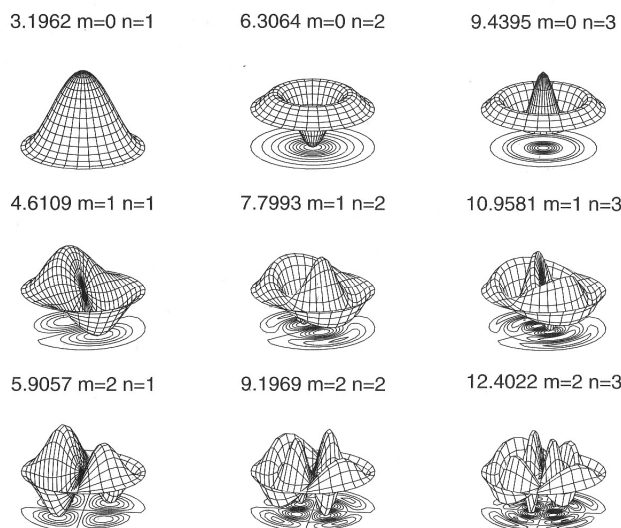 3.1962 m=0 n=1
6.3064 m=0 n=2
9.4395 m=0 n=3
4.6109 m=1 n=1
7.7993 m=1 n=2
10.9581 m=1 n=3
5.9057 m=2 n=1
9.1969 m=2 n=2
12.4022 m=2 n=3